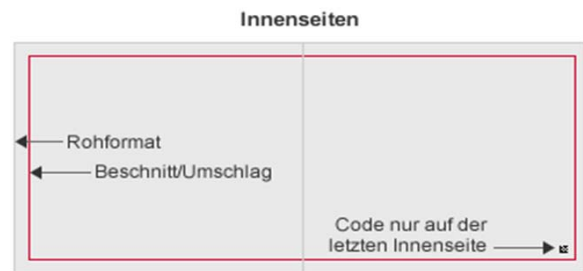 Innenseiten
Rohformat
Beschnitt/Umschlag
Code nur auf der
letzten Innenseite